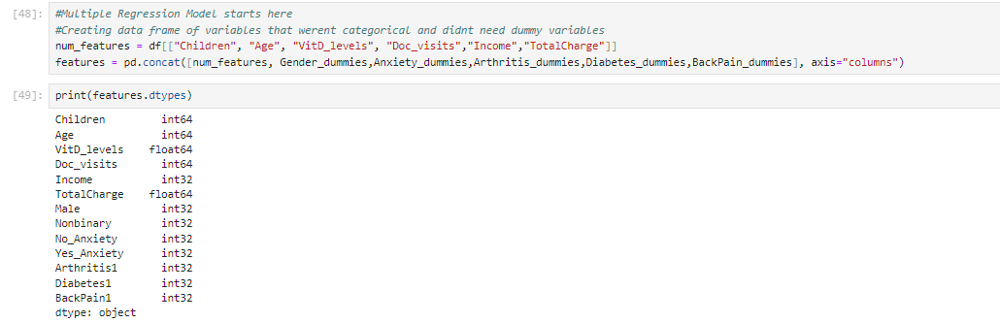 [48]: #Multiple Regression Model starts here
#Creating data frame of variables that werent categorical and didnt need dummy variables
num_features = df[["Children", "Age", "VitD_levels", "Doc_visits","Income","TotalCharge"]]
features = pd.concat([num_features, Gender_dummies,Anxiety_dummies,Arthritis_dummies,Diabetes_dummies,BackPain_dummies], axis="columns")
[49]: print(features.dtypes)
Children         int64
Age              int64
VitD_levels    float64
Doc_visits       int64
Income           int32
TotalCharge    float64
Male             int32
Nonbinary        int32
No_Anxiety       int32
Yes_Anxiety      int32
Arthritis1       int32
Diabetes1        int32
BackPain1        int32
dtype: object